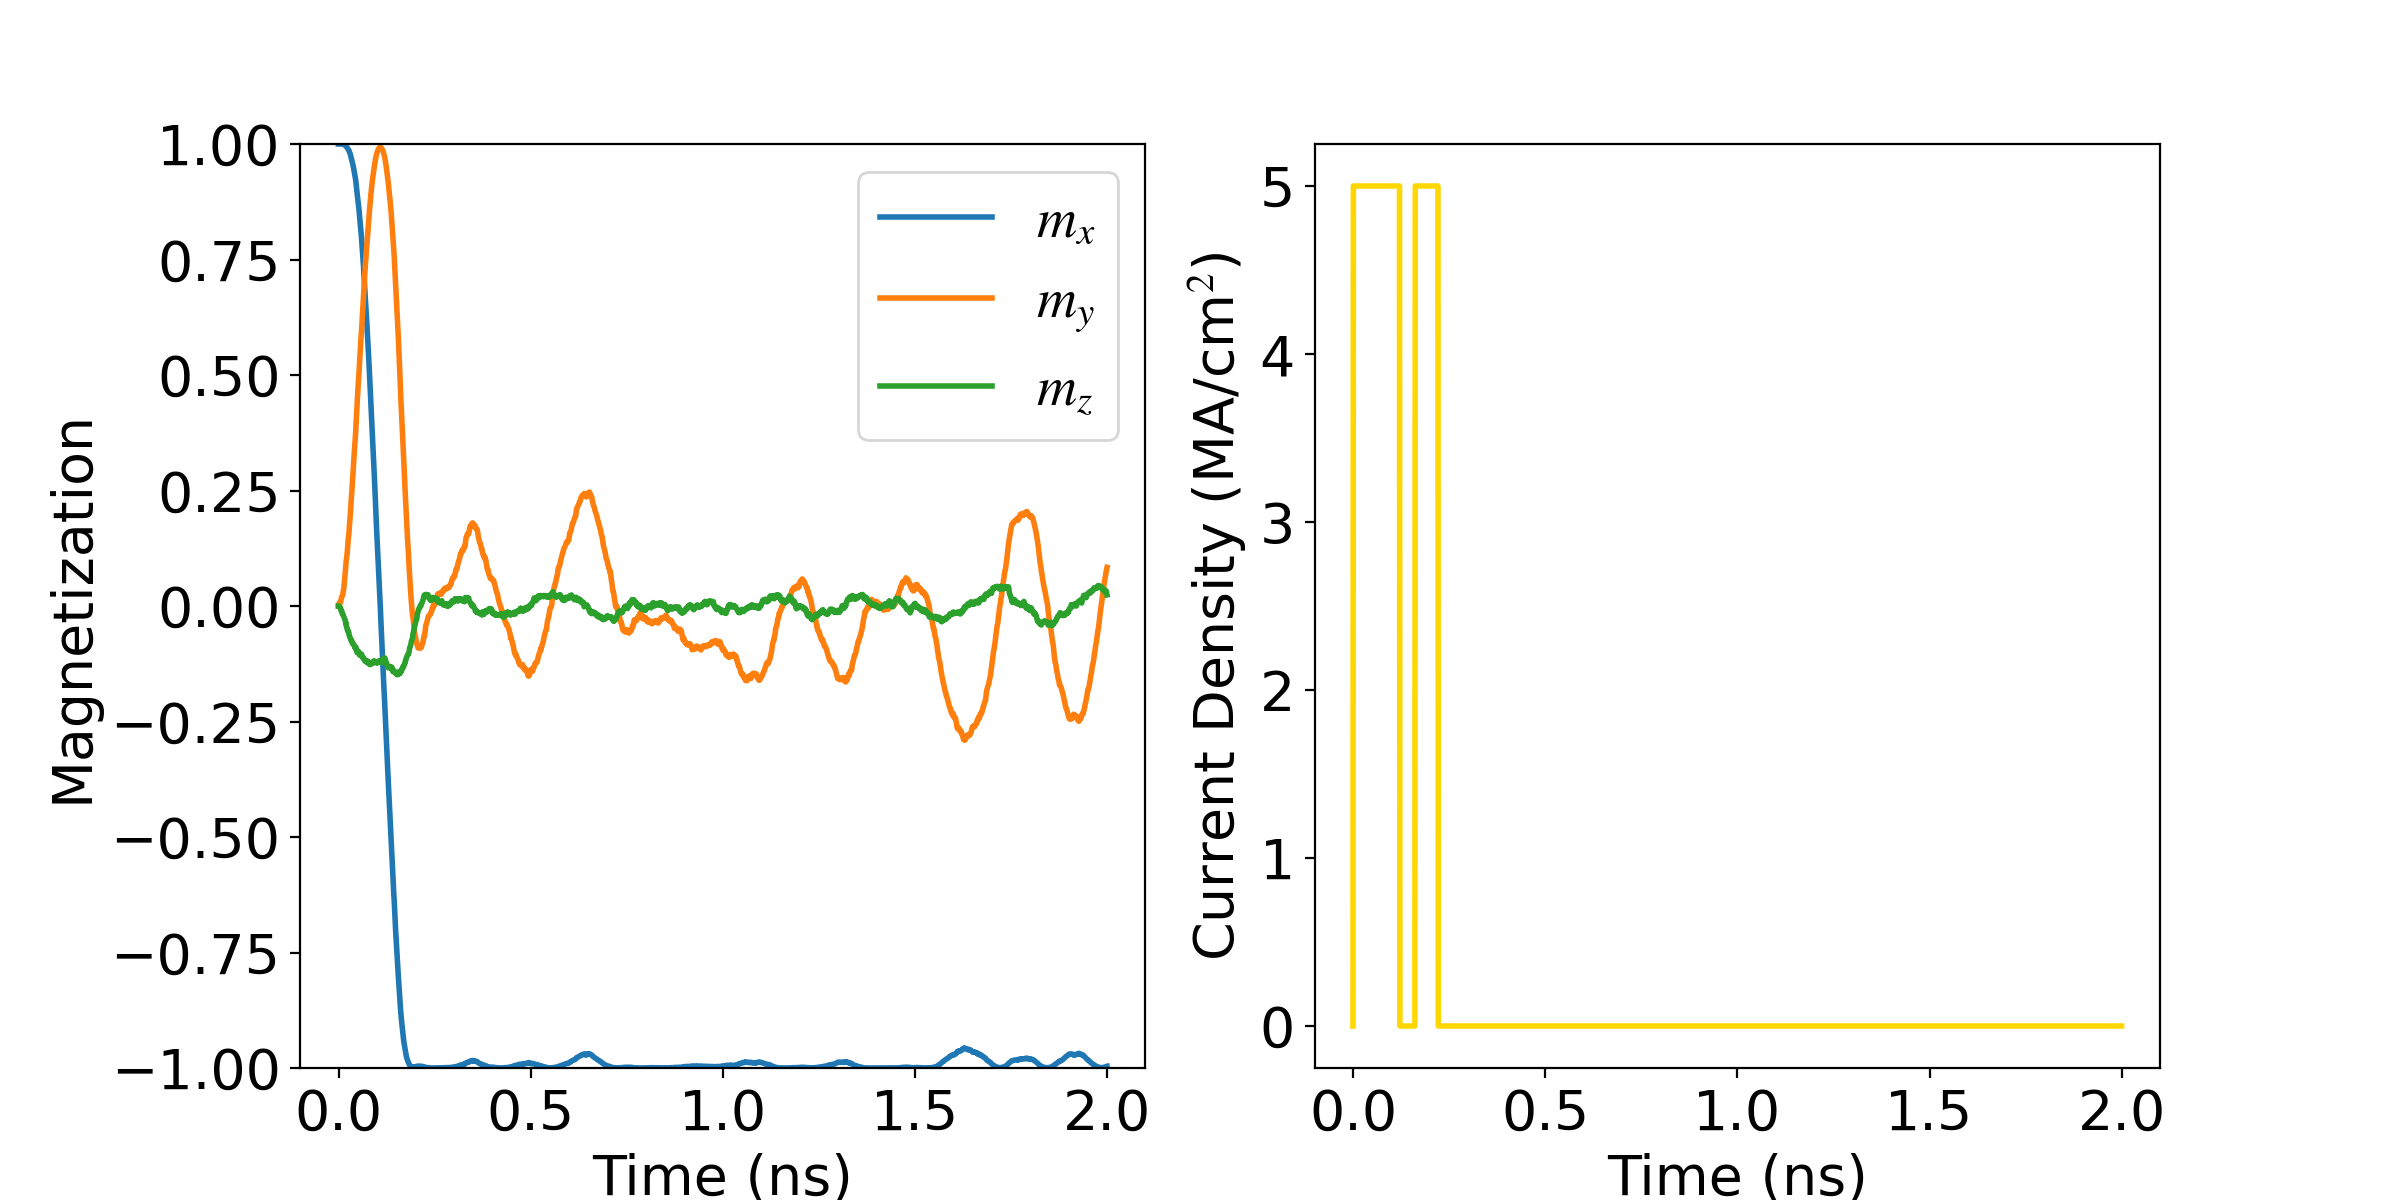 Magnetization
1.00
0.75
0.50
0.25
0.00
−0.25
−0.50
−0.75
−1.00
0.0 0.5 1.0 1.5 2.0
Time (ns)
m_x
m_y
m_z
Current Density (MA/cm²)
5
4
3
2
1
0
0.0 0.5 1.0 1.5 2.0
Time (ns)